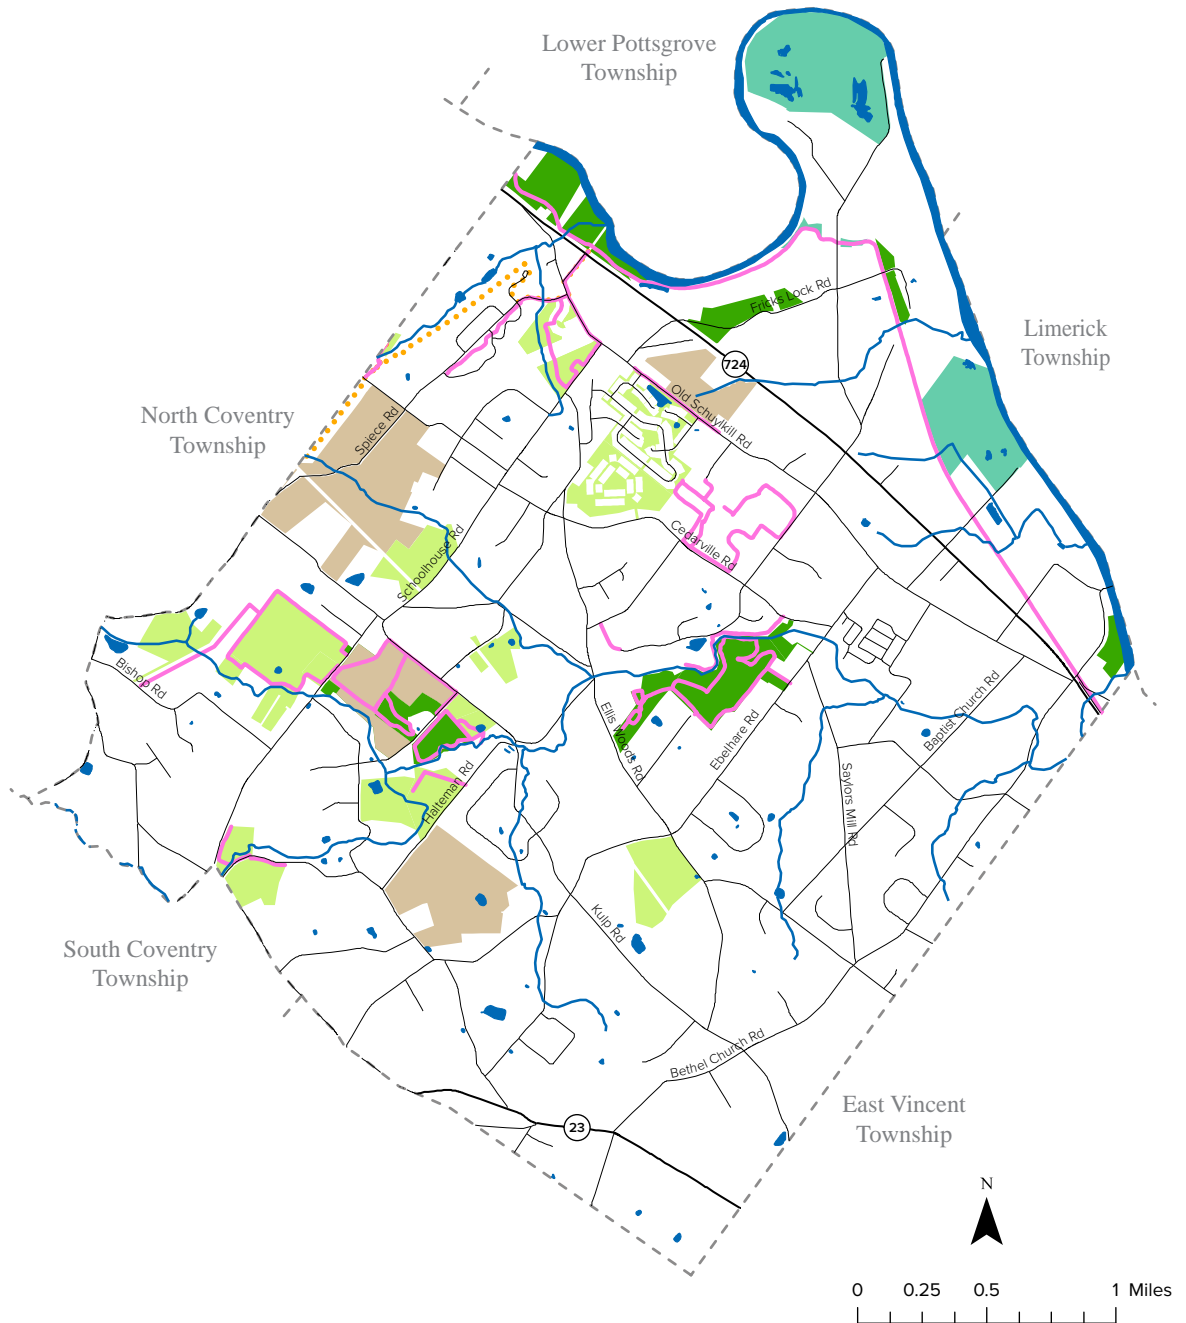 Lower Pottsgrove
Township
Limerick
Township
North Coventry
Township
South Coventry
Township
East Vincent
Township
Fricks Lock Rd
724
Old Schuylkill Rd
Spiece Rd
Schoolhouse Rd
Cedarville Rd
Bishop Rd
Ellis Woods Rd
Ebelhare Rd
Baptist Church Rd
Halteman Rd
Saylors Mill Rd
Kulp Rd
Bethel Church Rd
23
N
0 0.25 0.5 1 Miles